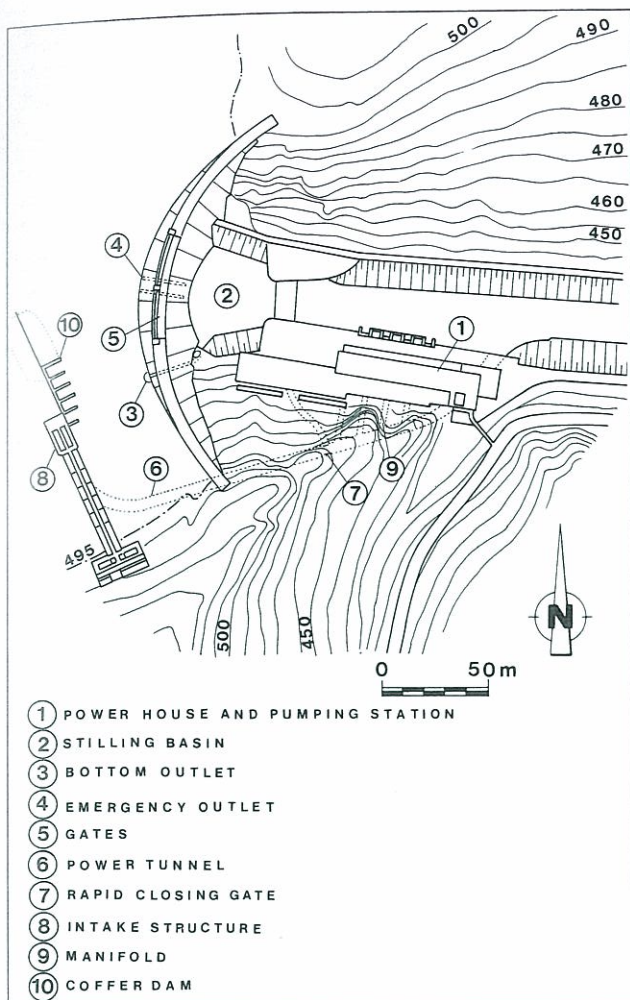 500
490
480
470
460
450
4
2
10
5
1
3
8
6
9
7
495
500
450
N
0 50 m
1 POWER HOUSE AND PUMPING STATION
2 STILLING BASIN
3 BOTTOM OUTLET
4 EMERGENCY OUTLET
5 GATES
6 POWER TUNNEL
7 RAPID CLOSING GATE
8 INTAKE STRUCTURE
9 MANIFOLD
10 COFFER DAM